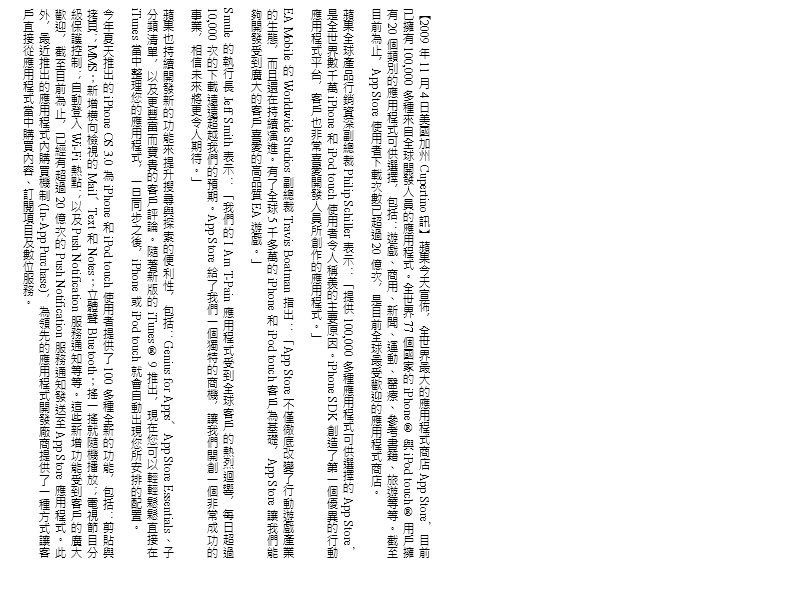 【2009 年 11 月 4 日美國加州 Cupertino 訊】蘋果今天宣佈，全世界最大的應用程式商店 App Store，目前
已擁有 100,000 多種來自全球開發人員的應用程式。全世界 77 個國家的 iPhone® 與 iPod touch® 用戶擁
有 20 個類別的應用程式可供選擇，包括：遊戲、商用、新聞、運動、醫療、參考書籍、旅遊等等。截至
目前為止，App Store 使用者下載次數已超過 20 億次，是目前全球最受歡迎的應用程式商店。
蘋果全球產品行銷資深副總裁 Philip Schiller 表示：「提供 100,000 多種應用程式可供選擇的 App Store，
是全世界數千萬 iPhone 和 iPod touch 使用者令人稱羨的主要原因。iPhone SDK 創造了第一個優異的行動
應用程式平台，客戶也非常喜愛開發人員所創作的應用程式。」
EA Mobile 的 Worldwide Studios 副總裁 Travis Boatman 指出：「App Store 不僅徹底改變了行動遊戲產業
的生態，而且還在持續演進。有了全球 5 千多萬的 iPhone 和 iPod touch 客戶為基礎，App Store 讓我們能
夠開發受到廣大的客戶喜愛的高品質 EA 遊戲。」
Smule 的執行長 Jeff Smith 表示：「我們的 I Am T-Pain 應用程式受到全球客戶的熱烈迴響，每日超過
10,000 次的下載遠遠超越我們的預期。App Store 給了我們一個獨特的商機，讓我們開創一個非常成功的
事業，相信未來將更令人期待。」
蘋果也持續開發新的功能來提升搜尋與探索的便利性，包括：Genius for Apps、App Store Essentials、子
分類清單，以及更豐富而寶貴的客戶評論。隨著新版的 iTunes® 9 推出，現在您可以輕輕鬆鬆直接在
iTunes 當中整理您的應用程式，一旦同步之後，iPhone 或 iPod touch 就會自動出現您所安排的配置。
今年夏天推出的 iPhone OS 3.0 為 iPhone 和 iPod touch 使用者提供了 100 多種全新的功能，包括：剪貼與
拷貝、MMS；新增橫向檢視的 Mail、Text 和 Notes；立體聲 Bluetooth；搖一搖就隨機播放、電視節目分
級保護控制；自動登入 Wi-Fi 熱點，以及 Push Notification 服務通知等等。這些新增功能受到客戶的廣大
歡迎，截至目前為止，已經有超過 20 億次的 Push Notification 服務通知發送至 App Store 應用程式。此
外，最近推出的應用程式內購買機制 (In-App Purchase)，為領先的應用程式開發廠商提供了一種方式讓客
戶直接從應用程式當中購買內容、訂閱項目及數位服務。